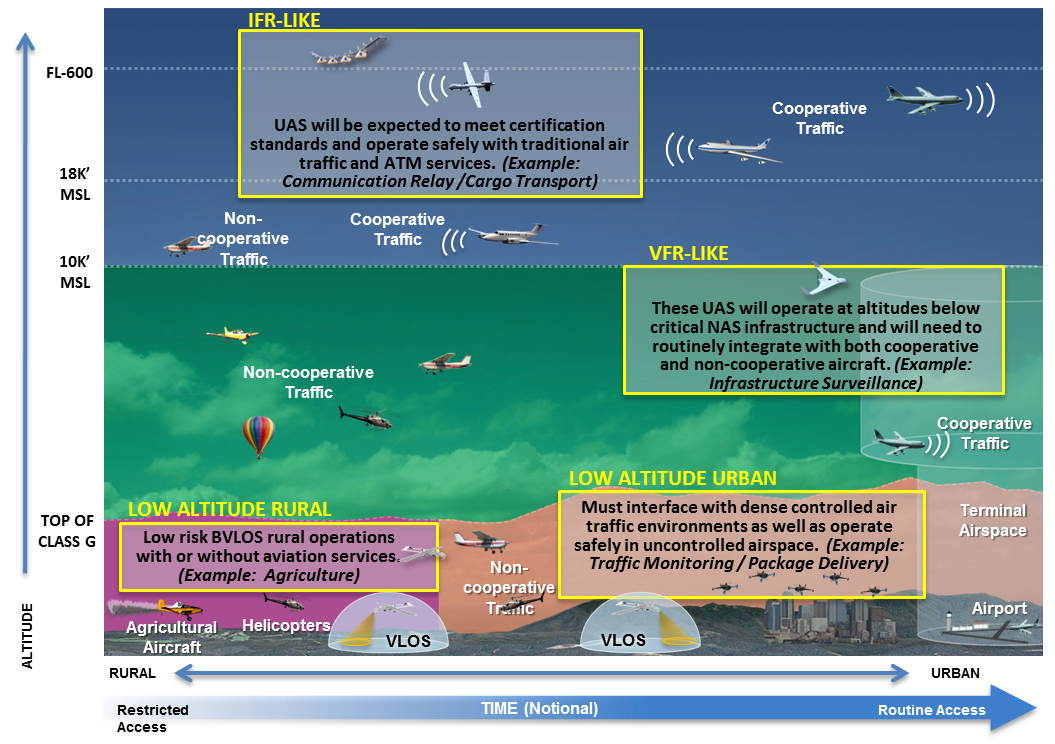 IFR-LIKE
FL-600
UAS will be expected to meet certification
standards and operate safely with traditional air
traffic and ATM services. (Example:
Communication Relay /Cargo Transport)
Cooperative
Traffic
18K'
MSL
Non-
cooperative
Traffic
Cooperative
Traffic
10K'
MSL
VFR-LIKE
These UAS will operate at altitudes below
critical NAS infrastructure and will need to
routinely integrate with both cooperative
and non-cooperative aircraft. (Example:
Infrastructure Surveillance)
Non-cooperative
Traffic
Cooperative
Traffic
LOW ALTITUDE RURAL
Low risk BVLOS rural operations
with or without aviation services.
(Example: Agriculture)
LOW ALTITUDE URBAN
Must interface with dense controlled air
traffic environments as well as operate
safely in uncontrolled airspace. (Example:
Traffic Monitoring / Package Delivery)
TOP OF
CLASS G
Terminal
Airspace
Non-
cooperative
Traffic
Agricultural
Aircraft
Helicopters
VLOS
VLOS
Airport
ALTITUDE
RURAL
URBAN
Restricted
Access
TIME (Notional)
Routine Access